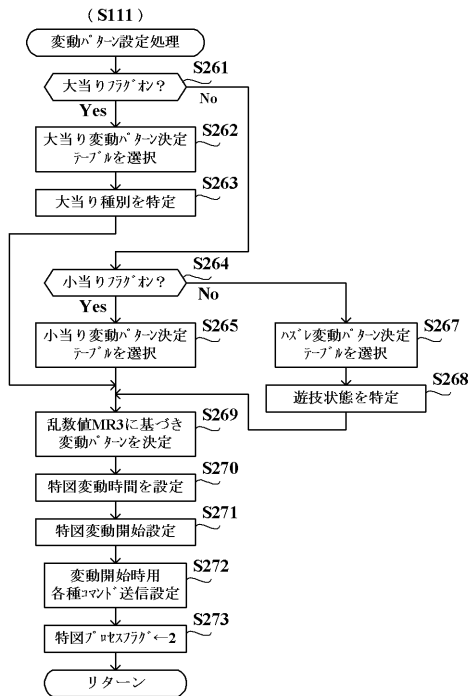 (S111)
変動ﾊﾟﾀｰﾝ設定処理
S261
大当りﾌﾗｸﾞｵﾝ？
No
Yes
S262
大当り変動ﾊﾟﾀｰﾝ決定
ﾃｰﾌﾞﾙを選択
S263
大当り種別を特定
S264
小当りﾌﾗｸﾞｵﾝ？
No
Yes
S265
小当り変動ﾊﾟﾀｰﾝ決定
ﾃｰﾌﾞﾙを選択
S267
ﾊｽﾞﾚ変動ﾊﾟﾀｰﾝ決定
ﾃｰﾌﾞﾙを選択
S268
遊技状態を特定
S269
乱数値MR3に基づき
変動ﾊﾟﾀｰﾝを決定
S270
特図変動時間を設定
S271
特図変動開始設定
S272
変動開始時用
各種ｺﾏﾝﾄﾞ送信設定
S273
特図ﾌﾟﾛｾｽﾌﾗｸﾞ←2
リターン